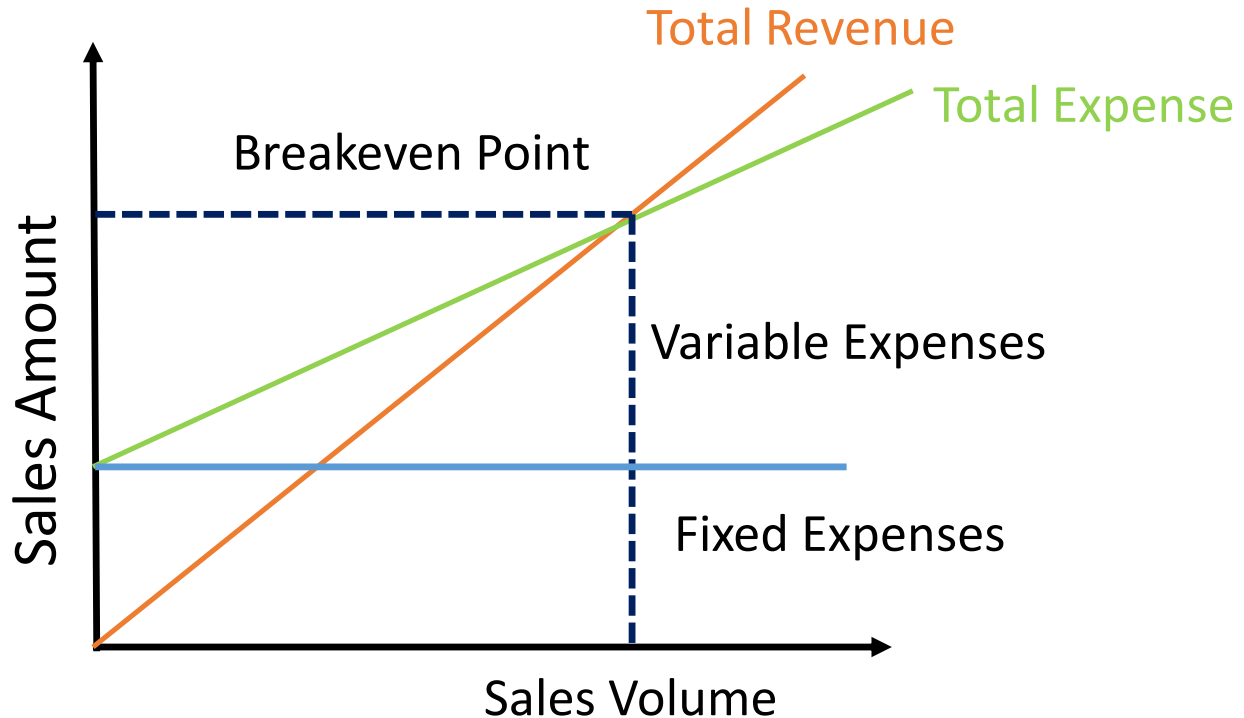 Total Revenue
Total Expense
Breakeven Point
Sales Amount
Variable Expenses
Fixed Expenses
Sales Volume